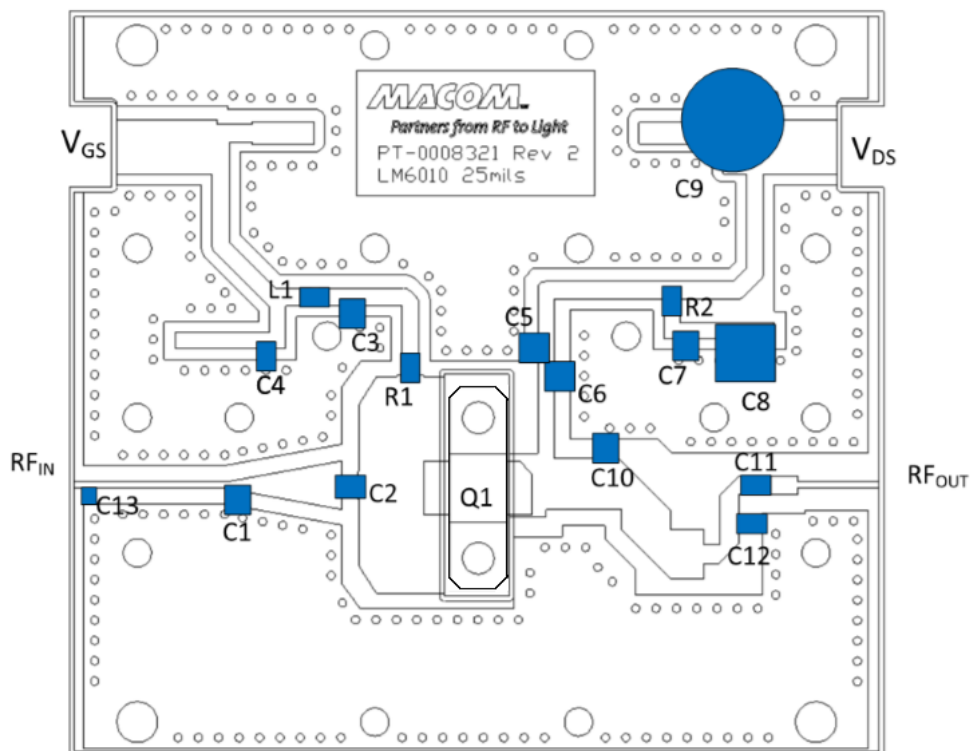 MACOM™
Partners from RF to Light
PT-0008321 Rev 2
LM6010 25mils
VGS
VDS
C9
L1
C3
C4
R1
C5
C6
R2
C7
C8
RFIN
C13
C1
C2
Q1
C10
C11
C12
RFOUT